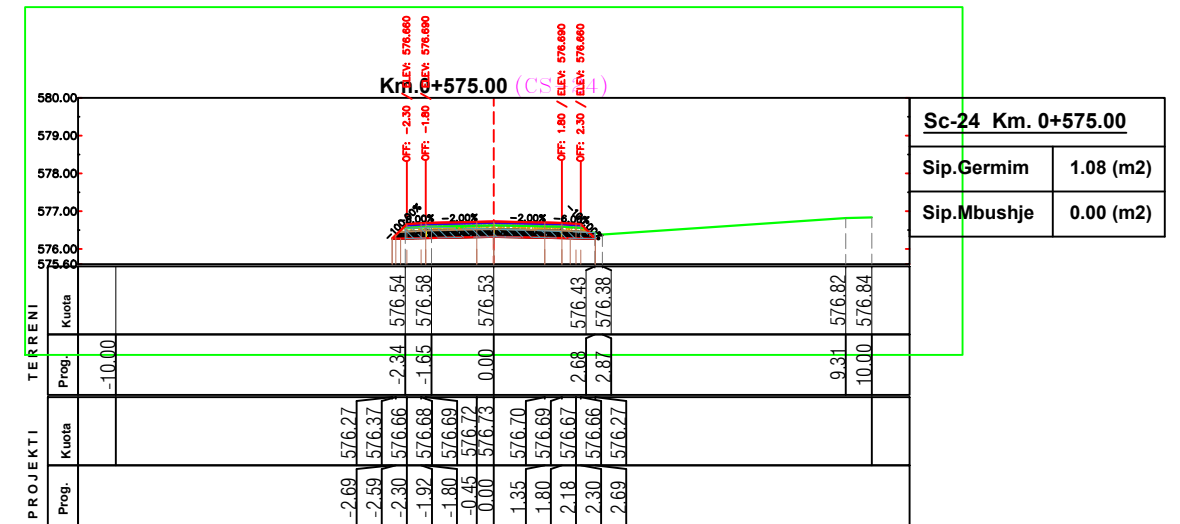 OFF: -2.30 / ELEV: 576.660
OFF: -1.80 / ELEV: 576.690
OFF: 1.80 / ELEV: 576.690
OFF: 2.30 / ELEV: 576.660
Km.0+575.00 (CS-24)
580.00
579.00
578.00
577.00
576.00
575.60
-2.00%
-2.00%
Sc-24 Km. 0+575.00
Sip.Germim 1.08 (m2)
Sip.Mbushje 0.00 (m2)
TERRENI
Kuota 576.54 576.58 576.53 576.43 576.38 576.82 576.84
Prog. -10.00 -2.34 -1.65 0.00 2.68 2.87 9.31 10.00
PROJEKTI
Kuota 576.27 576.37 576.66 576.68 576.69 576.72 576.73 576.70 576.69 576.67 576.66 576.27
Prog. -2.69 -2.59 -2.30 -1.92 -1.80 -0.45 0.00 1.35 1.80 2.18 2.30 2.69